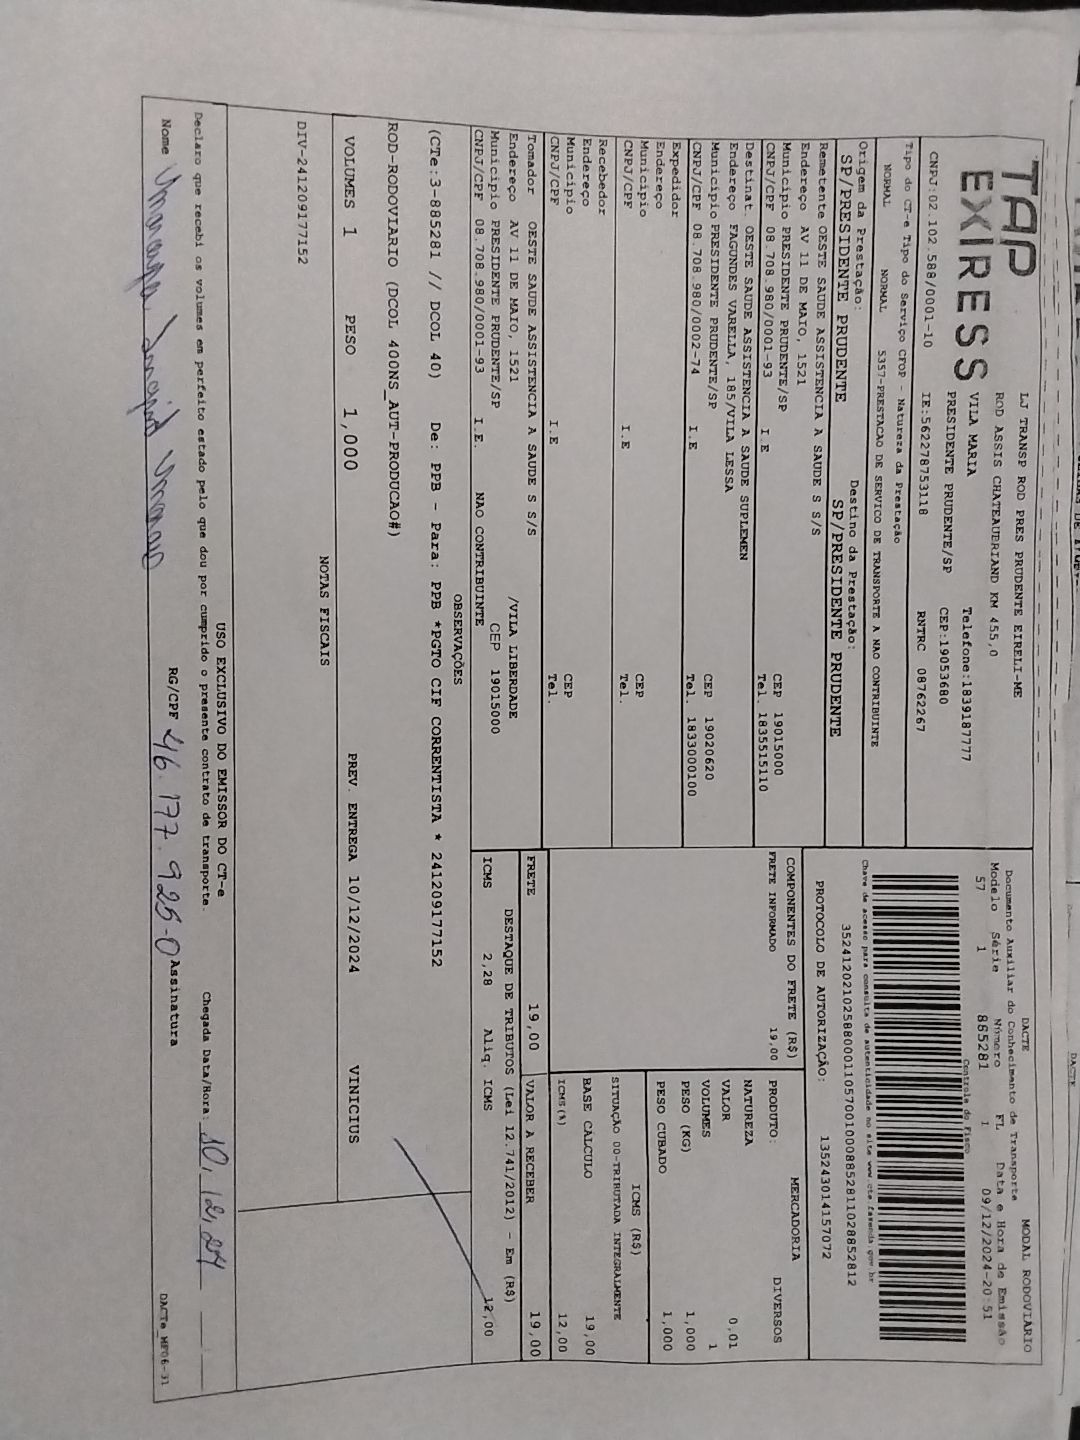 TAP
EXIRESS
LJ TRANSP ROD PRES PRUDENTE EIRELI-ME
ROD ASSIS CHATEAUBRIAND KM 455,0
VILA MARIA Telefone:1839187777
PRESIDENTE PRUDENTE/SP CEP:19053680
CNPJ:02.102.588/0001-10 IE:562278753118 RNTRC 08762267
DACTE MODAL RODOVIÁRIO
Documento Auxiliar do Conhecimento de Transporte
Modelo Série Número FL Data e Hora de Emissão
57 1 885281 1 09/12/2024-20:51
Controle do Fisco
Chave de acesso para consulta de autenticidade no site www.cte.fazenda.gov.br
35241202102588000110570010008852811028852812
PROTOCOLO DE AUTORIZAÇÃO: 135243014157072
Tipo do CT-e Tipo do Serviço CFOP - Natureza da Prestação
NORMAL NORMAL 5357-PRESTACAO DE SERVICO DE TRANSPORTE A NAO CONTRIBUINTE
Origem da Prestação: Destino da Prestação:
SP/PRESIDENTE PRUDENTE SP/PRESIDENTE PRUDENTE
Remetente OESTE SAUDE ASSISTENCIA A SAUDE S S/S
Endereço AV 11 DE MAIO, 1521
Município PRESIDENTE PRUDENTE/SP CEP 19015000
CNPJ/CPF 08.708.980/0001-93 I.E Tel. 1835515110
Destinat. OESTE SAUDE ASSISTENCIA A SAUDE SUPLEMEN
Endereço FAGUNDES VARELLA, 185/VILA LESSA
Município PRESIDENTE PRUDENTE/SP CEP 19020620
CNPJ/CPF 08.708.980/0002-74 I.E Tel. 1833000100
Expedidor
Endereço
Município CEP
CNPJ/CPF I.E Tel.
Recebedor
Endereço
Município CEP
CNPJ/CPF I.E Tel.
Tomador OESTE SAUDE ASSISTENCIA A SAUDE S S/S
Endereço AV 11 DE MAIO, 1521 /VILA LIBERDADE
Município PRESIDENTE PRUDENTE/SP CEP 19015000
CNPJ/CPF 08.708.980/0001-93 I.E. NAO CONTRIBUINTE
COMPONENTES DO FRETE (R$)
FRETE INFORMADO 19,00
MERCADORIA
PRODUTO: DIVERSOS
NATUREZA
VALOR 0,01
VOLUMES 1
PESO (KG) 1,000
PESO CUBADO 1,000
ICMS (R$)
SITUAÇÃO 00-TRIBUTADA INTEGRALMENTE
BASE CÁLCULO 19,00
ICMS(%) 12,00
FRETE 19,00 VALOR A RECEBER 19,00
DESTAQUE DE TRIBUTOS (Lei 12.741/2012) - Em (R$)
ICMS 2,28 Aliq. ICMS 12,00
OBSERVAÇÕES
(CTe:3-885281 // DCOL 40) De: PPB - Para: PPB *PGTO CIF CORRENTISTA * 241209177152
ROD-RODOVIARIO (DCOL 400NS_AUT-PRODUCAO#)
VOLUMES 1 PESO 1,000 PREV. ENTREGA 10/12/2024 VINICIUS
NOTAS FISCAIS
DIV-241209177152
USO EXCLUSIVO DO EMISSOR DO CT-e
Declaro que recebi os volumes em perfeito estado pelo que dou por cumprido o presente contrato de transporte. Chegada Data/Hora: 10,12,24
Nome RG/CPF 46.177.925-0 Assinatura
DACTe_MF06-31